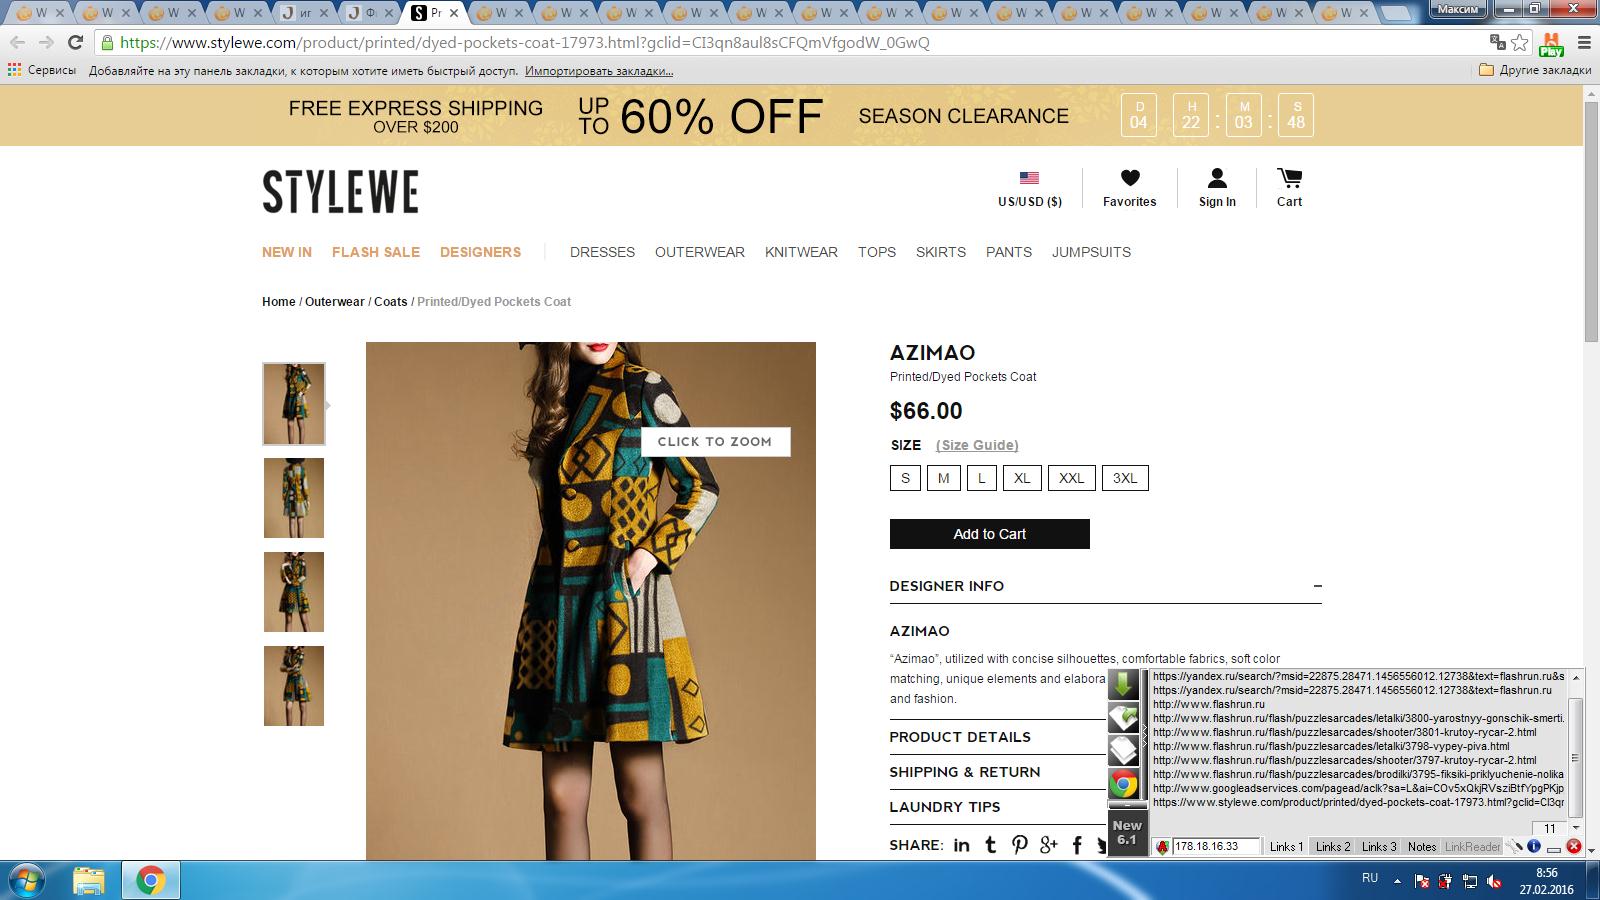 W W W W иг Ф Pr W W W W W W W W W W W W W W Максим
https://www.stylewe.com/product/printed/dyed-pockets-coat-17973.html?gclid=CI3qn8aul8sCFQmVfgodW_0GwQ
Play
Сервисы Добавляйте на эту панель закладки, к которым хотите иметь быстрый доступ. Импортировать закладки... Другие закладки
FREE EXPRESS SHIPPING
OVER $200
UP TO 60% OFF
SEASON CLEARANCE
D H M S
04 22 : 03 : 48
STYLEWE
US/USD ($) Favorites Sign In Cart
NEW IN FLASH SALE DESIGNERS DRESSES OUTERWEAR KNITWEAR TOPS SKIRTS PANTS JUMPSUITS
Home / Outerwear / Coats / Printed/Dyed Pockets Coat
CLICK TO ZOOM
AZIMAO
Printed/Dyed Pockets Coat
$66.00
SIZE (Size Guide)
S M L XL XXL 3XL
Add to Cart
DESIGNER INFO
AZIMAO
“Azimao”, utilized with concise silhouettes, comfortable fabrics, soft color
matching, unique elements and elabora
and fashion.
PRODUCT DETAILS
SHIPPING & RETURN
LAUNDRY TIPS
SHARE:
https://yandex.ru/search/?msid=22875.28471.1456556012.12738&text=flashrun.ru&s
https://yandex.ru/search/?msid=22875.28471.1456556012.12738&text=flashrun.ru
http://www.flashrun.ru
http://www.flashrun.ru/flash/puzzlesarcades/letalki/3800-yarostnyy-gonschik-smerti.
http://www.flashrun.ru/flash/puzzlesarcades/shooter/3801-krutoy-rycar-2.html
http://www.flashrun.ru/flash/puzzlesarcades/letalki/3798-vypey-piva.html
http://www.flashrun.ru/flash/puzzlesarcades/shooter/3797-krutoy-rycar-2.html
http://www.flashrun.ru/flash/puzzlesarcades/brodilki/3795-fiksiki-priklyuchenie-nolika
http://www.googleadservices.com/pagead/aclk?sa=L&ai=COv5xQkjRVsziBtfYpgPKjp
https://www.stylewe.com/product/printed/dyed-pockets-coat-17973.html?gclid=CI3qr
11
New 6.1
178.18.16.33 Links 1 Links 2 Links 3 Notes LinkReader
RU 8:56
27.02.2016